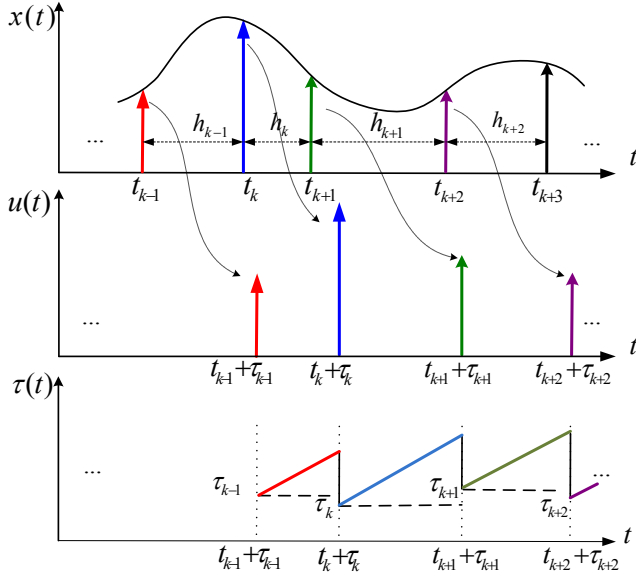 x(t)
h_{k-1} h_k h_{k+1} h_{k+2}
... ...
t
t_{k-1} t_k t_{k+1} t_{k+2} t_{k+3}
u(t)
... ...
t
t_{k-1}+τ_{k-1} t_k+τ_k t_{k+1}+τ_{k+1} t_{k+2}+τ_{k+2}
τ(t)
... ...
τ_{k-1} τ_k τ_{k+1} τ_{k+2}
t
t_{k-1}+τ_{k-1} t_k+τ_k t_{k+1}+τ_{k+1} t_{k+2}+τ_{k+2}